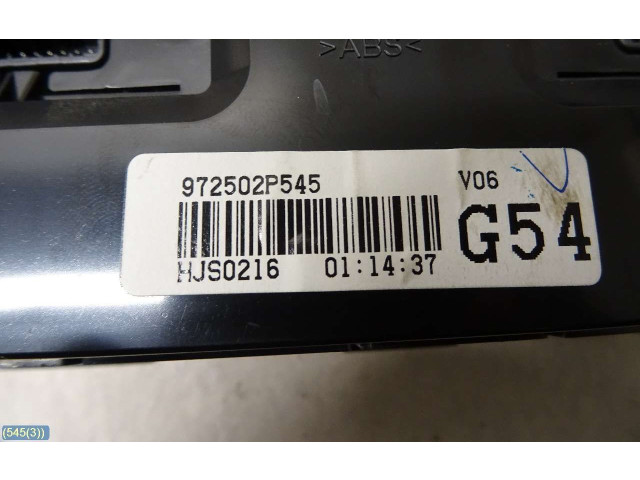 >ABS<
972502P545 V06
HJS0216 01:14:37 G54
(545(3))